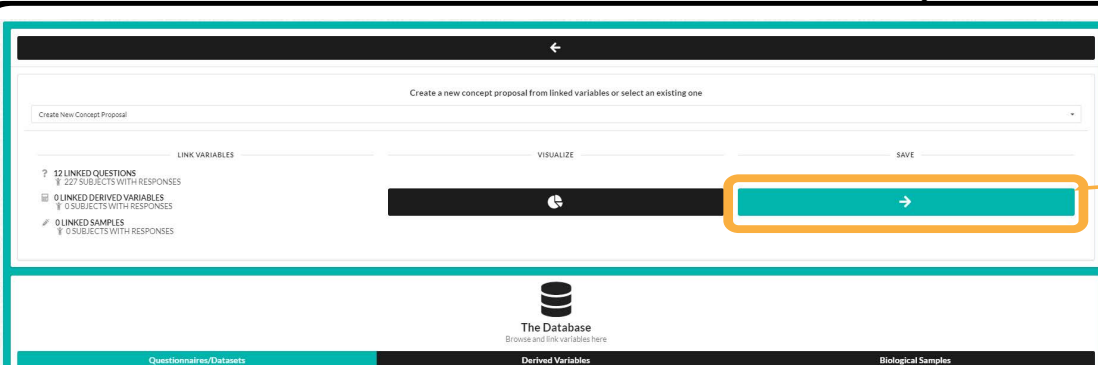 Create a new concept proposal from linked variables or select an existing one
Create New Concept Proposal
LINK VARIABLES
12 LINKED QUESTIONS
227 SUBJECTS WITH RESPONSES
0 LINKED DERIVED VARIABLES
0 SUBJECTS WITH RESPONSES
0 LINKED SAMPLES
0 SUBJECTS WITH RESPONSES
VISUALIZE
SAVE
The Database
Browse and link variables here
Questionnaires/Datasets
Derived Variables
Biological Samples